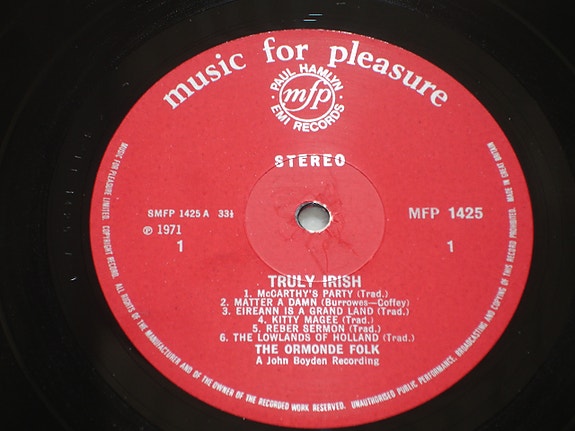 music for pleasure
PAUL HAMLYN
mfp
EMI RECORDS
STEREO
SMFP 1425 A 33⅓
MFP 1425
℗ 1971
1
1
TRULY IRISH
1. McCARTHY'S PARTY (Trad.)
2. MATTER A DAMN (Burrowes—Coffey)
3. EIREANN IS A GRAND LAND (Trad.)
4. KITTY MAGEE (Trad.)
5. REBER SERMON (Trad.)
6. THE LOWLANDS OF HOLLAND (Trad.)
THE ORMONDE FOLK
A John Boyden Recording
MUSIC FOR PLEASURE LIMITED. COPYRIGHT RECORD. ALL RIGHTS OF THE MANUFACTURER AND OF THE OWNER OF THE RECORDED WORK RESERVED. UNAUTHORISED PUBLIC PERFORMANCE, BROADCASTING AND COPYING OF THIS RECORD PROHIBITED. MADE IN GREAT BRITAIN